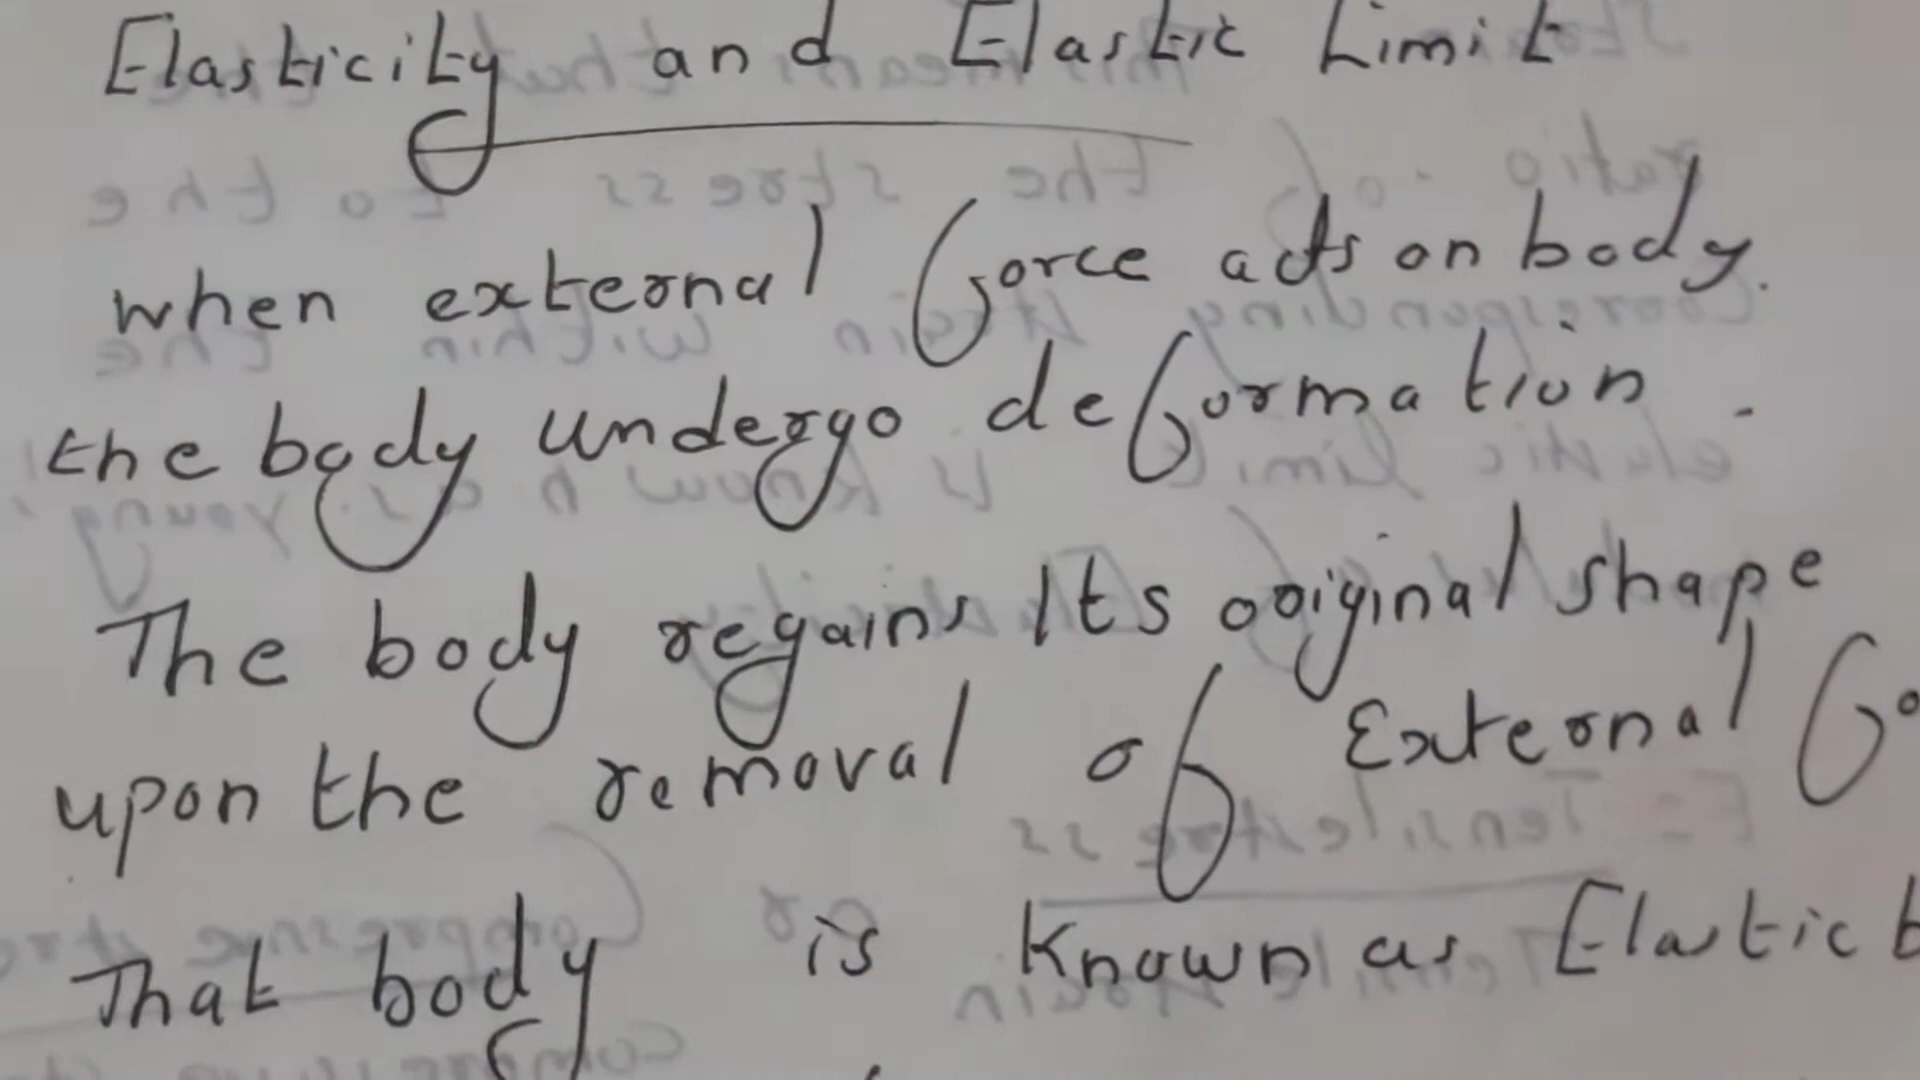 Elasticity and Elastic Limit
when external force acts on body.
the body undergo deformation.
The body regains Its original shape
upon the removal of External
That body is known as Elastic